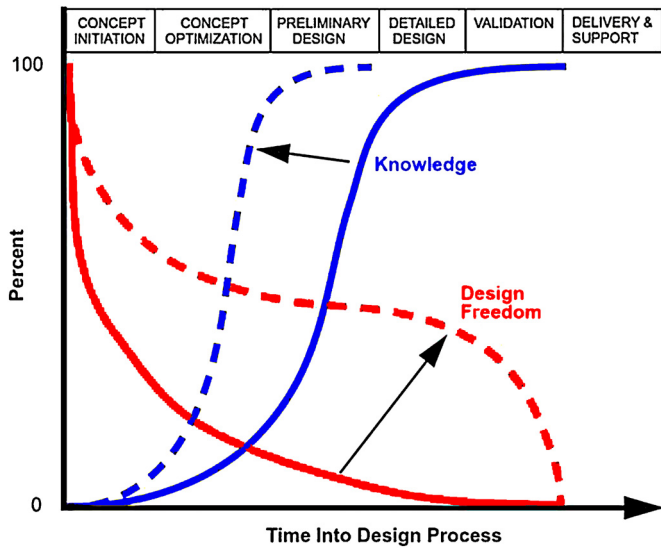 CONCEPT INITIATION
CONCEPT OPTIMIZATION
PRELIMINARY DESIGN
DETAILED DESIGN
VALIDATION
DELIVERY & SUPPORT
100
Knowledge
Percent
Design
Freedom
0
Time Into Design Process